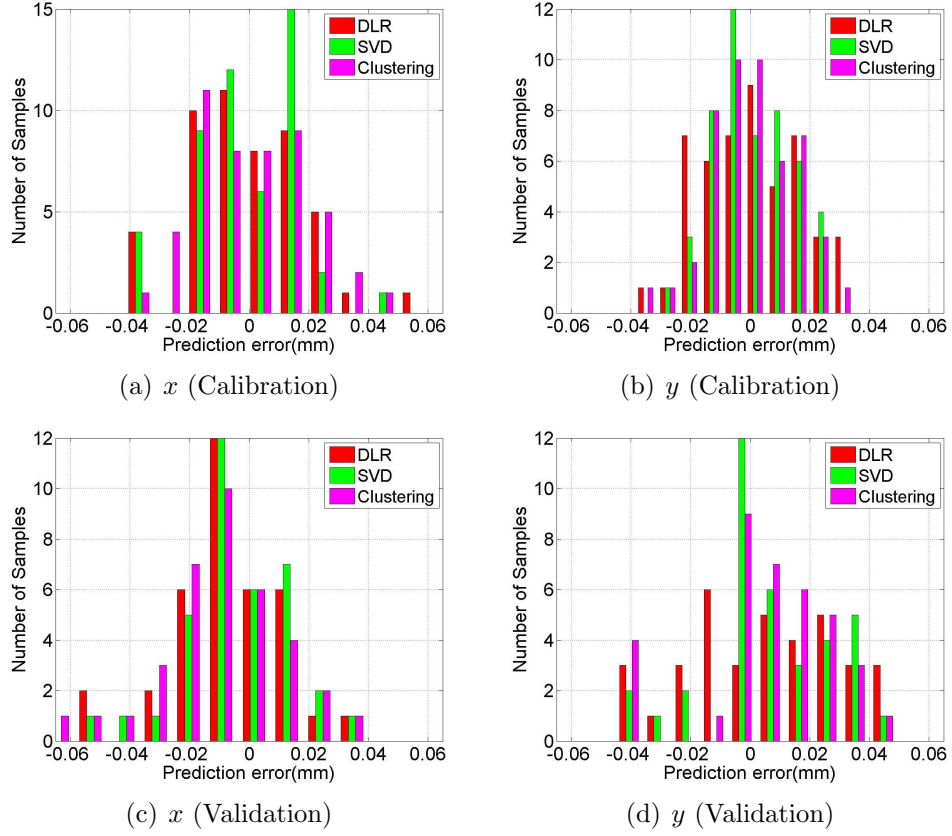 15
10
5
0
Number of Samples
DLR
SVD
Clustering
-0.06 -0.04 -0.02 0 0.02 0.04 0.06
Prediction error(mm)
(a) x (Calibration)
12
10
8
6
4
2
0
Number of Samples
DLR
SVD
Clustering
-0.06 -0.04 -0.02 0 0.02 0.04 0.06
Prediction error(mm)
(b) y (Calibration)
12
10
8
6
4
2
0
Number of Samples
DLR
SVD
Clustering
-0.06 -0.04 -0.02 0 0.02 0.04 0.06
Prediction error(mm)
(c) x (Validation)
12
10
8
6
4
2
0
Number of Samples
DLR
SVD
Clustering
-0.06 -0.04 -0.02 0 0.02 0.04 0.06
Prediction error(mm)
(d) y (Validation)